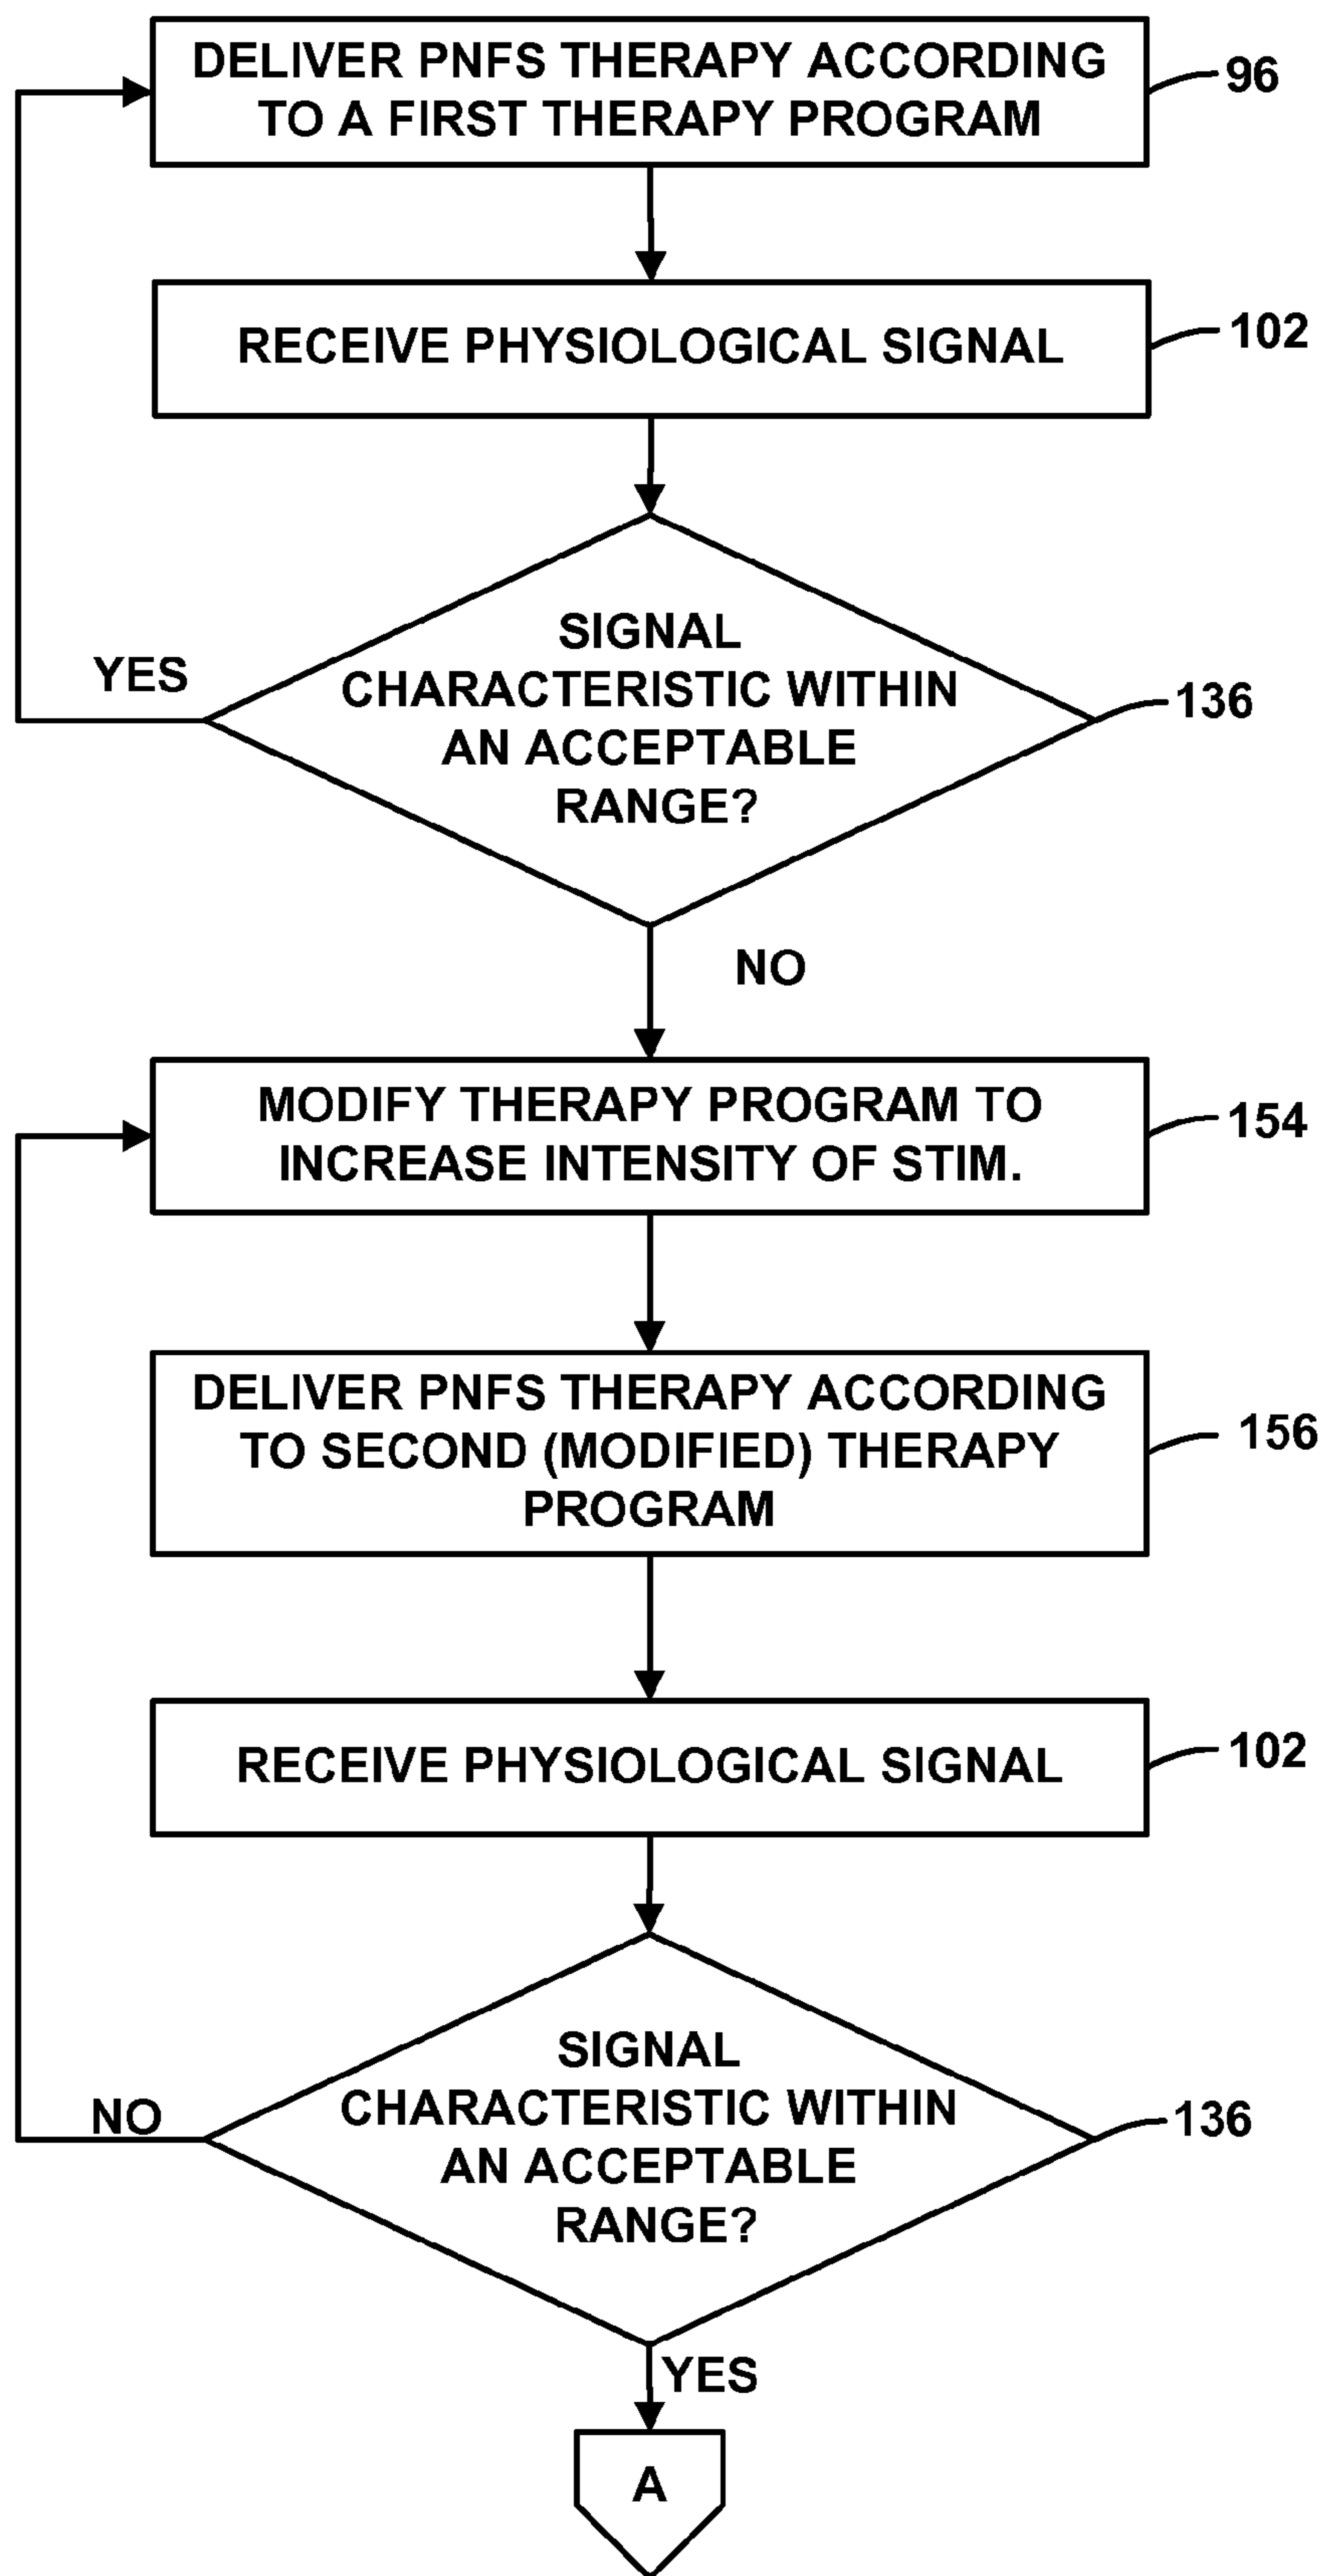 DELIVER PNFS THERAPY ACCORDING
TO A FIRST THERAPY PROGRAM
96
RECEIVE PHYSIOLOGICAL SIGNAL
102
SIGNAL
CHARACTERISTIC WITHIN
AN ACCEPTABLE
RANGE?
YES
136
NO
MODIFY THERAPY PROGRAM TO
INCREASE INTENSITY OF STIM.
154
DELIVER PNFS THERAPY ACCORDING
TO SECOND (MODIFIED) THERAPY
PROGRAM
156
RECEIVE PHYSIOLOGICAL SIGNAL
102
SIGNAL
CHARACTERISTIC WITHIN
AN ACCEPTABLE
RANGE?
NO
136
YES
A